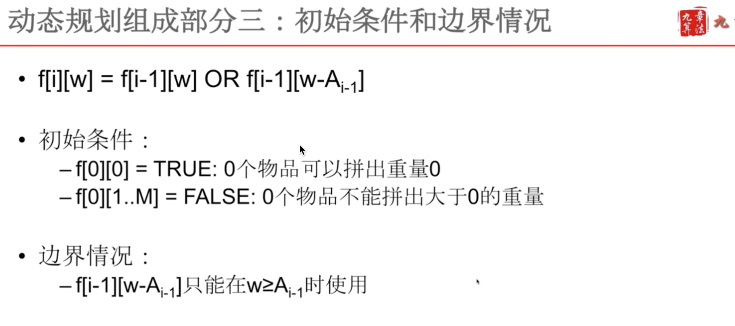 动态规划组成部分三：初始条件和边界情况
九章算法
九
• f[i][w] = f[i-1][w] OR f[i-1][w-Ai-1]
• 初始条件：
–f[0][0] = TRUE: 0个物品可以拼出重量0
–f[0][1..M] = FALSE: 0个物品不能拼出大于0的重量
• 边界情况：
–f[i-1][w-Ai-1]只能在w≥Ai-1时使用